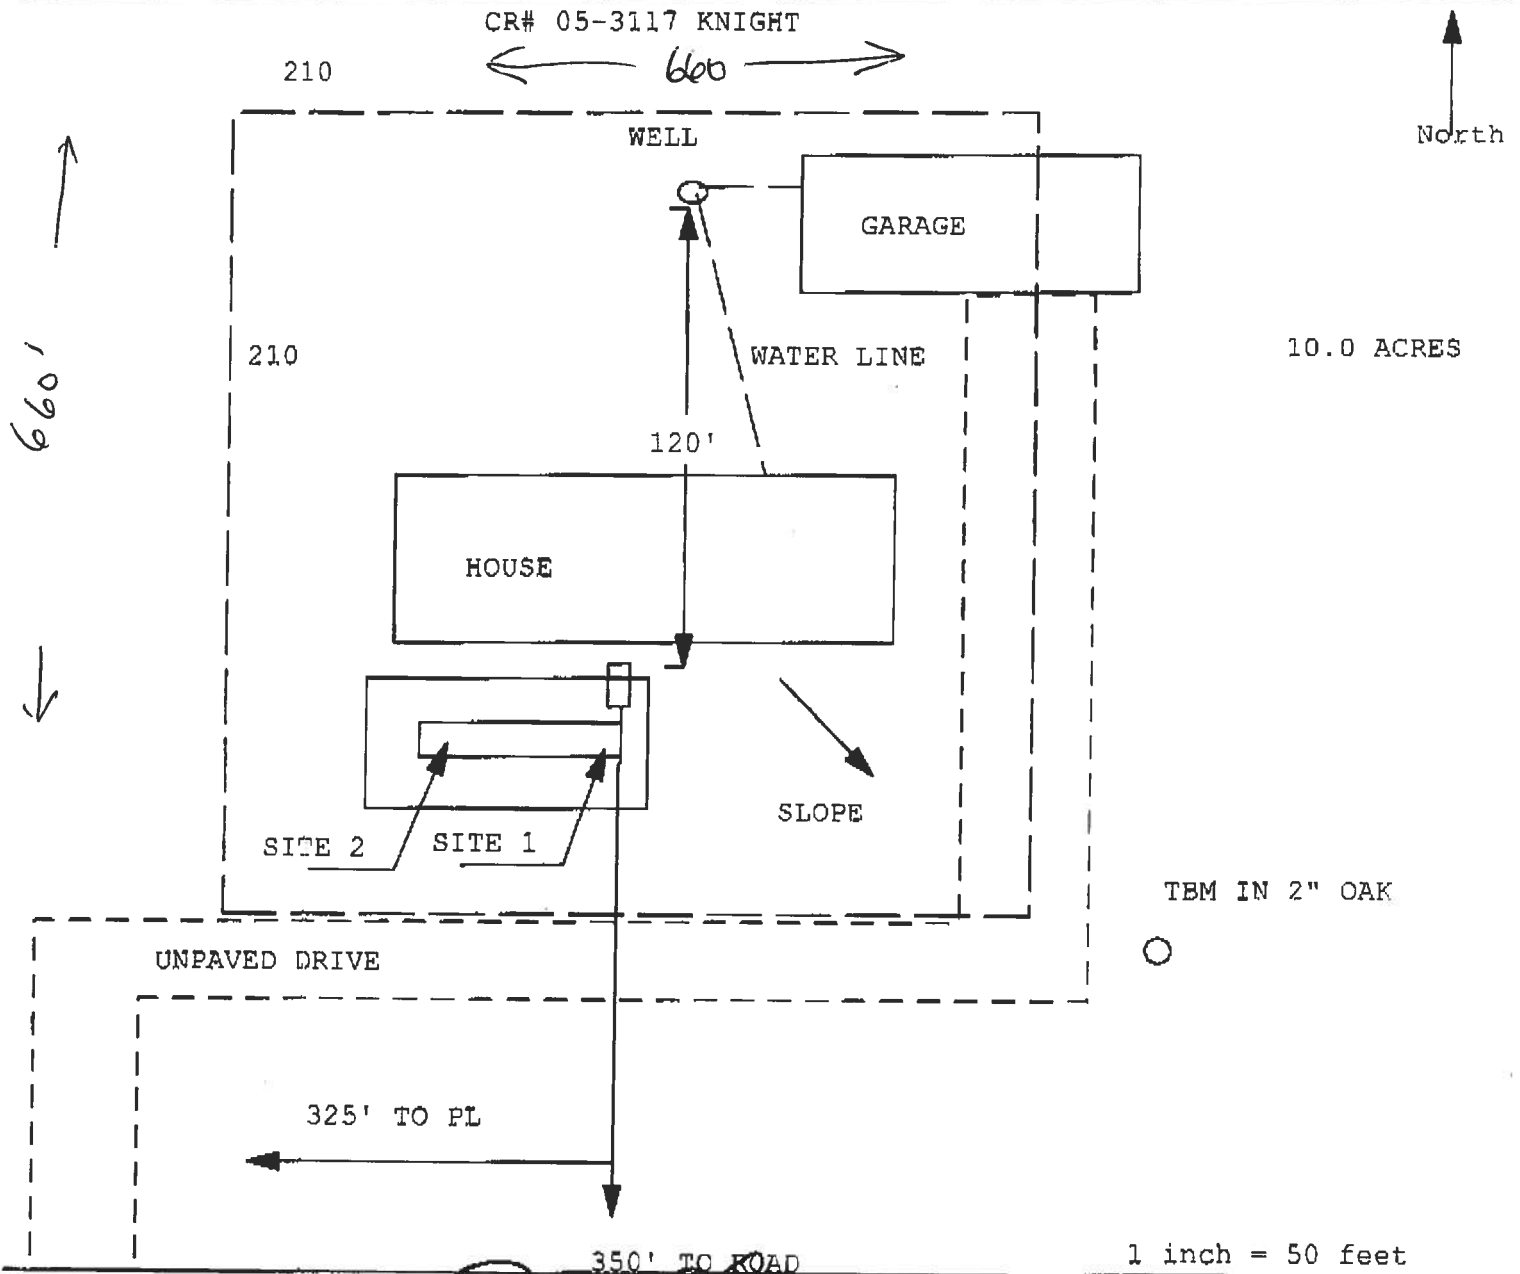 CR# 05-3117 KNIGHT
210
660
North
WELL
GARAGE
660'
210
WATER LINE
10.0 ACRES
120'
HOUSE
SLOPE
SITE 2
SITE 1
TBM IN 2" OAK
UNPAVED DRIVE
325' TO PL
350' TO ROAD
1 inch = 50 feet